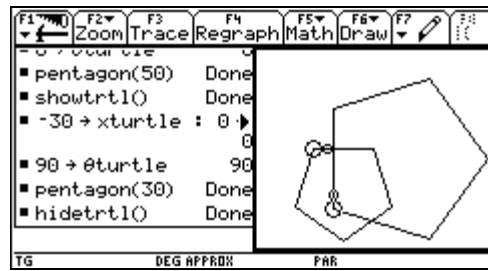 F1 F2 F3 F4 F5 F6 F7
Zoom Trace Regraph Math Draw
pentagon(50) Done
showtrtl() Done
-30→xturtle : 0
0
90→θturtle 90
pentagon(30) Done
hidetrtl() Done
TG DEG APPROX PAR